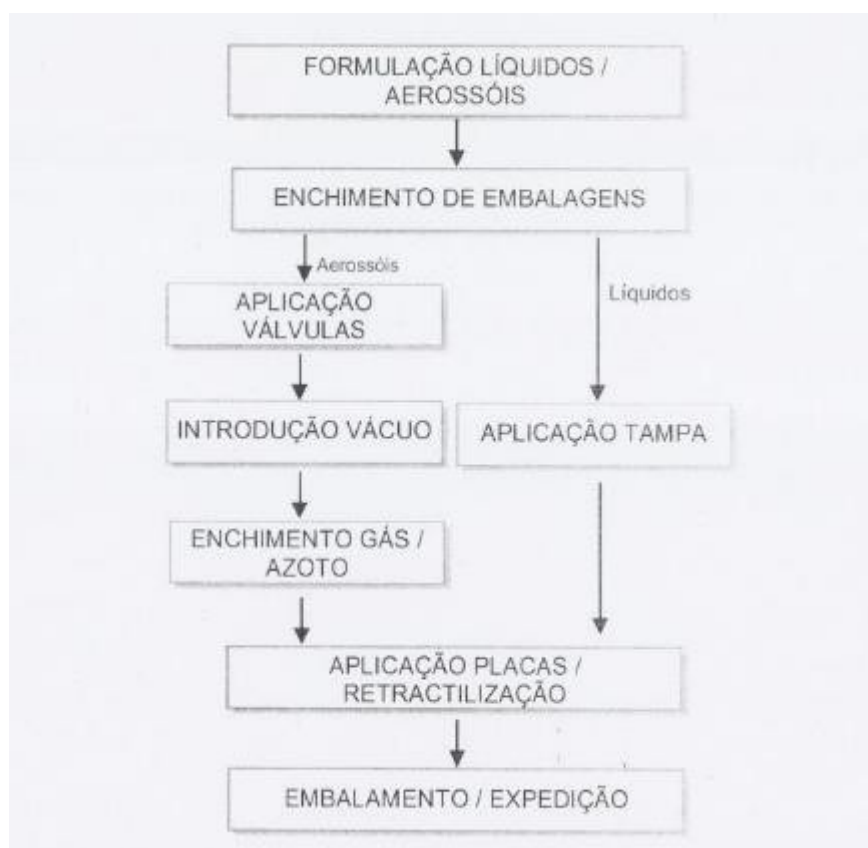 FORMULAÇÃO LÍQUIDOS /
AEROSSÓIS
ENCHIMENTO DE EMBALAGENS
Aerossóis
Líquidos
APLICAÇÃO
VÁLVULAS
INTRODUÇÃO VÁCUO
APLICAÇÃO TAMPA
ENCHIMENTO GÁS /
AZOTO
APLICAÇÃO PLACAS /
RETRACTILIZAÇÃO
EMBALAMENTO / EXPEDIÇÃO